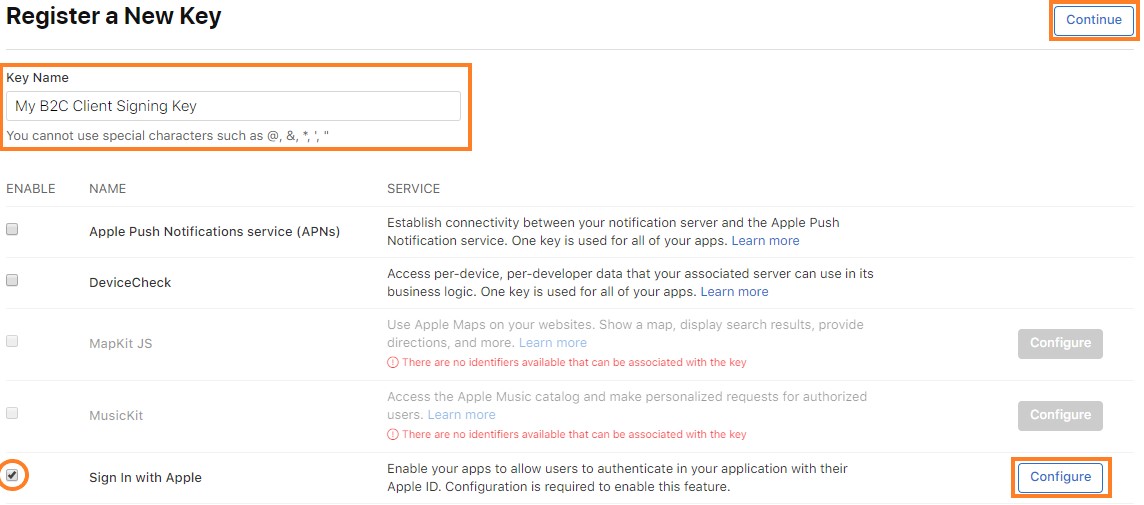 Register a New Key
Continue
Key Name
My B2C Client Signing Key
You cannot use special characters such as @, &, *, ', "
ENABLE NAME SERVICE
Apple Push Notifications service (APNs)
Establish connectivity between your notification server and the Apple Push
Notification service. One key is used for all of your apps. Learn more
DeviceCheck
Access per-device, per-developer data that your associated server can use in its
business logic. One key is used for all of your apps. Learn more
MapKit JS
Use Apple Maps on your websites. Show a map, display search results, provide
directions, and more. Learn more
There are no identifiers available that can be associated with the key
Configure
MusicKit
Access the Apple Music catalog and make personalized requests for authorized
users. Learn more
There are no identifiers available that can be associated with the key
Configure
Sign In with Apple
Enable your apps to allow users to authenticate in your application with their
Apple ID. Configuration is required to enable this feature.
Configure